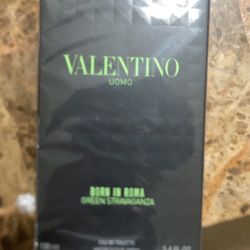 VALENTINO
UOMO
BORN IN ROMA
GREEN STRAVAGANZA
EAU DE TOILETTE